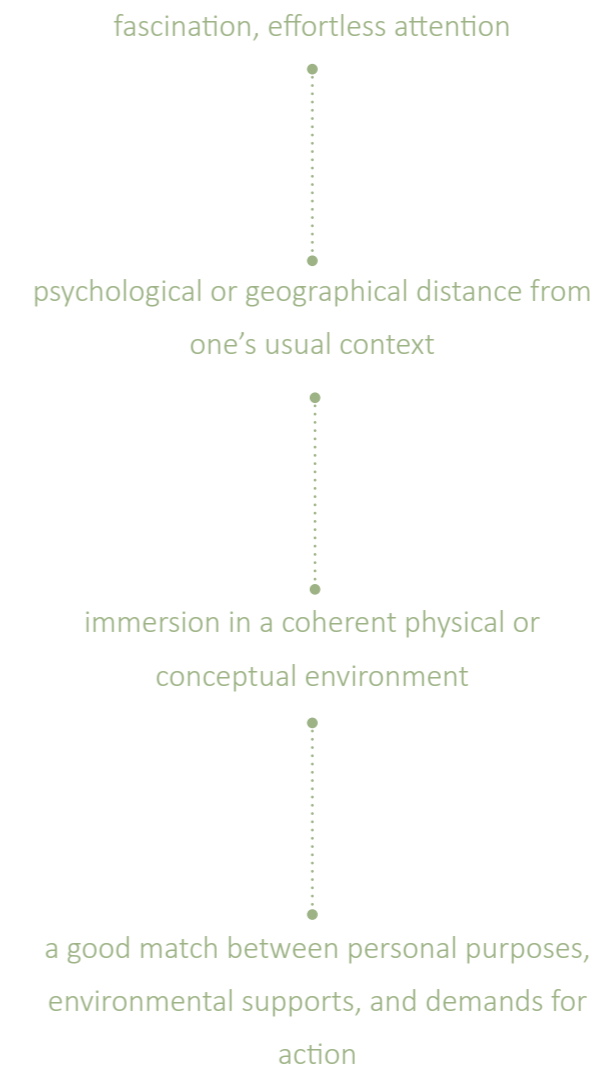 fascination, effortless attention
psychological or geographical distance from
one’s usual context
immersion in a coherent physical or
conceptual environment
a good match between personal purposes,
environmental supports, and demands for
action